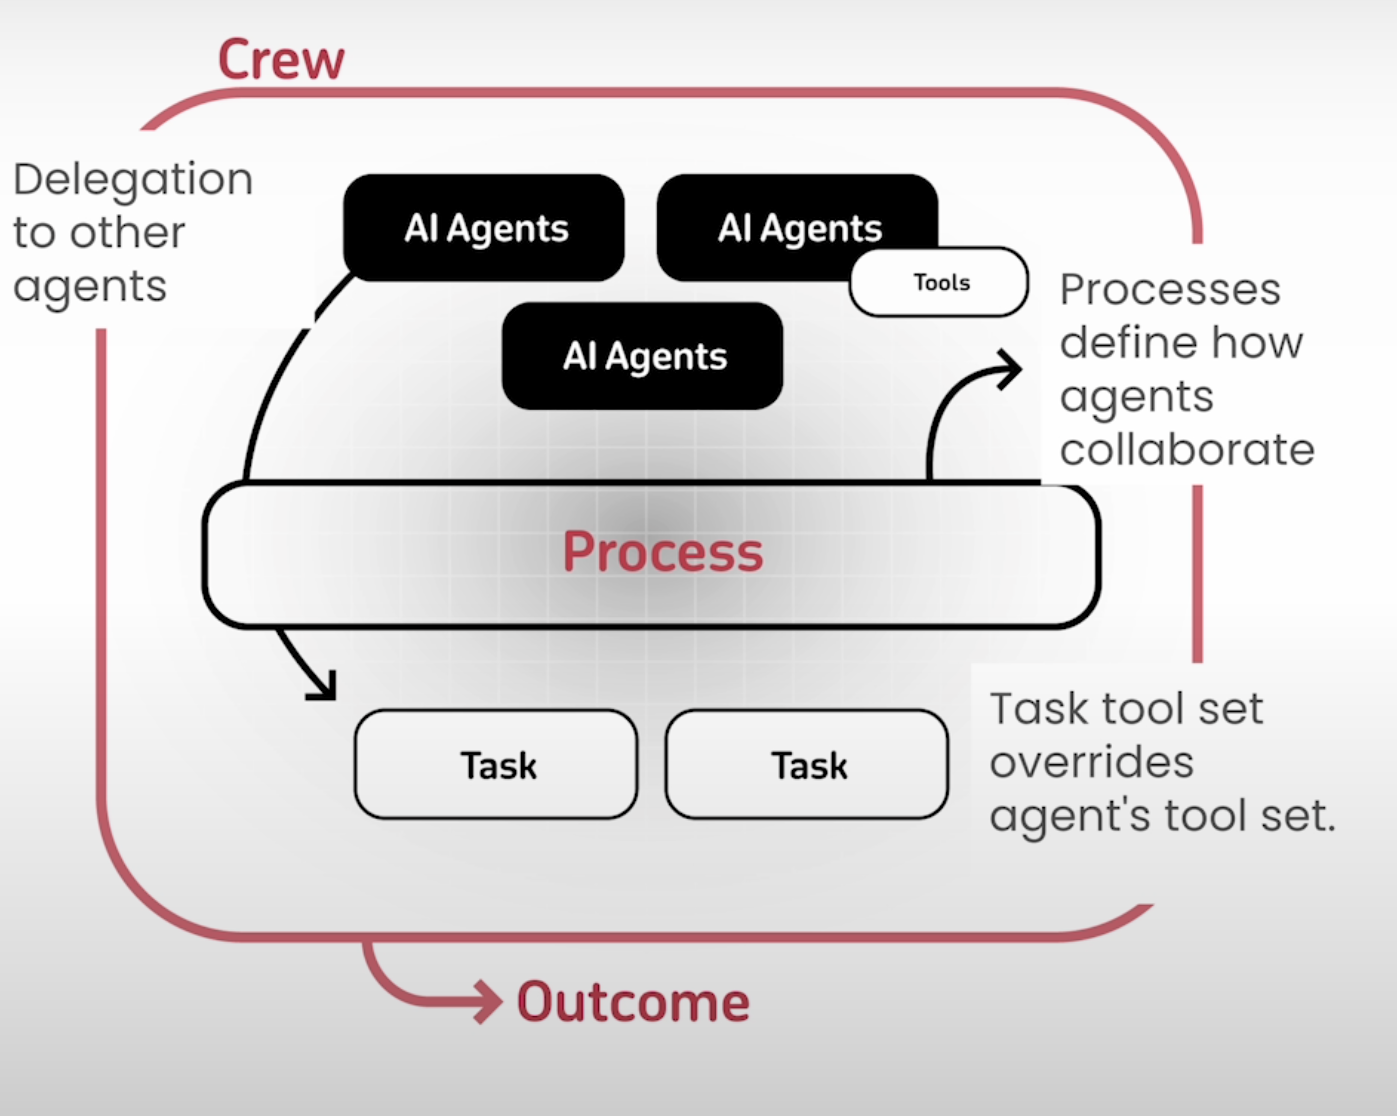 Crew
Delegation
to other
agents
AI Agents
AI Agents
Tools
AI Agents
Processes
define how
agents
collaborate
Process
Task
Task
Task tool set
overrides
agent's tool set.
Outcome